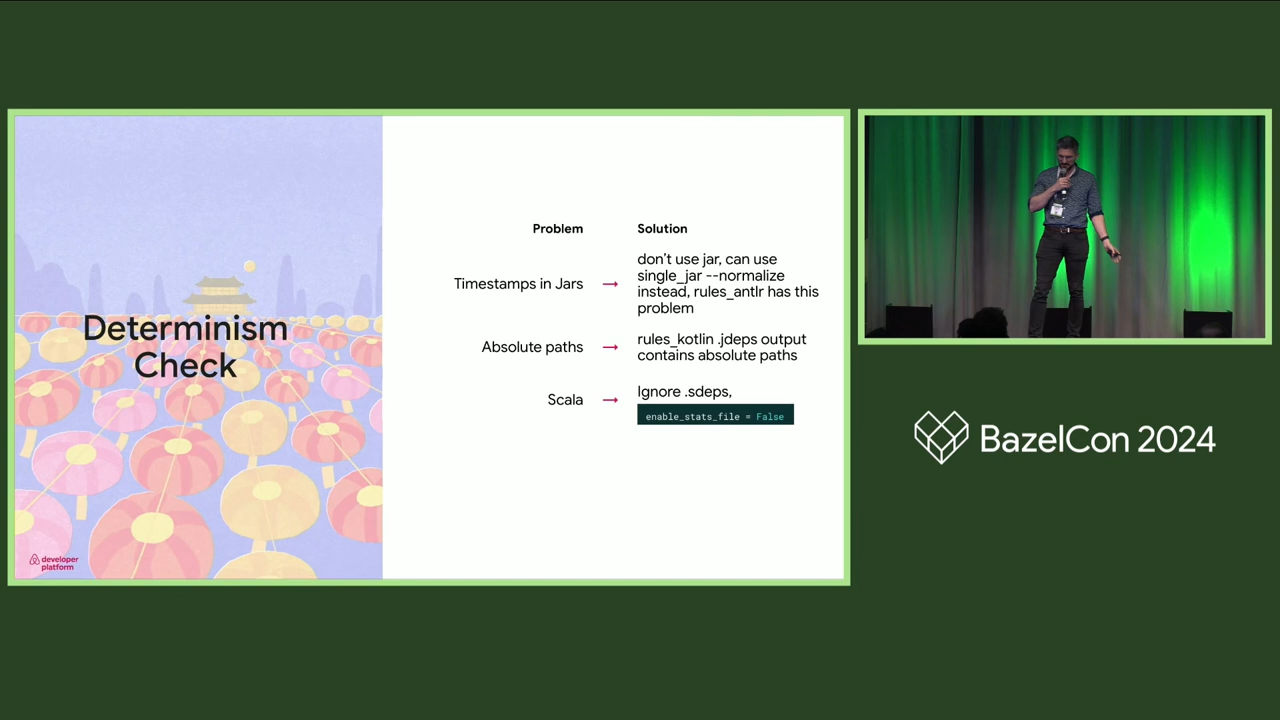 Determinism
Check
developer
platform
Problem
Solution
Timestamps in Jars
→
don't use jar, can use
single_jar --normalize
instead, rules_antlr has this
problem
Absolute paths
→
rules_kotlin .jdeps output
contains absolute paths
Scala
→
Ignore .sdeps,
enable_stats_file = False
BazelCon 2024